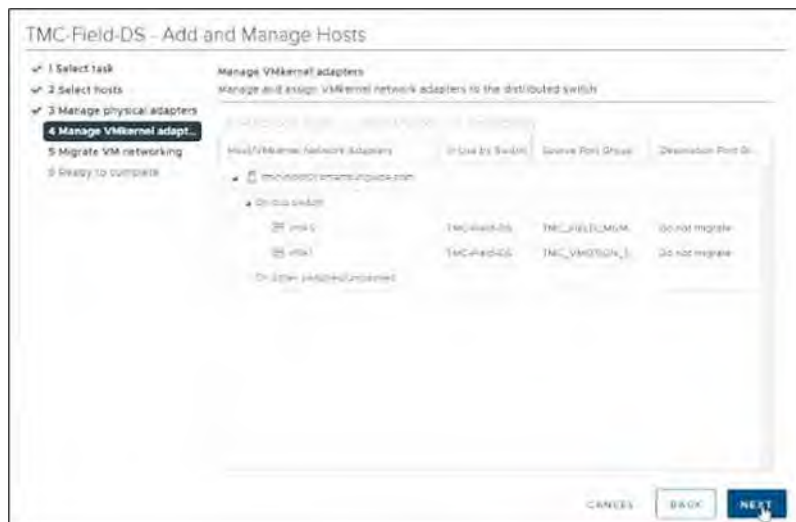 TMC-Field-DS - Add and Manage Hosts
✓ 1 Select task
✓ 2 Select hosts
✓ 3 Manage physical adapters
4 Manage VMkernel adapt...
5 Migrate VM networking
6 Ready to complete
Manage VMkernel adapters
Manage and assign VMkernel network adapters to the distributed switch
Host/VMkernel Network Adapters In Use by Switch Source Port Group Destination Port Gr...
On this switch
TMC-Field-DS TMC_FIELD_MGM... Do not migrate
vmk1 TMC-Field-DS TMC_VMOTION_1... Do not migrate
On other switches/unassigned
CANCEL BACK NEXT